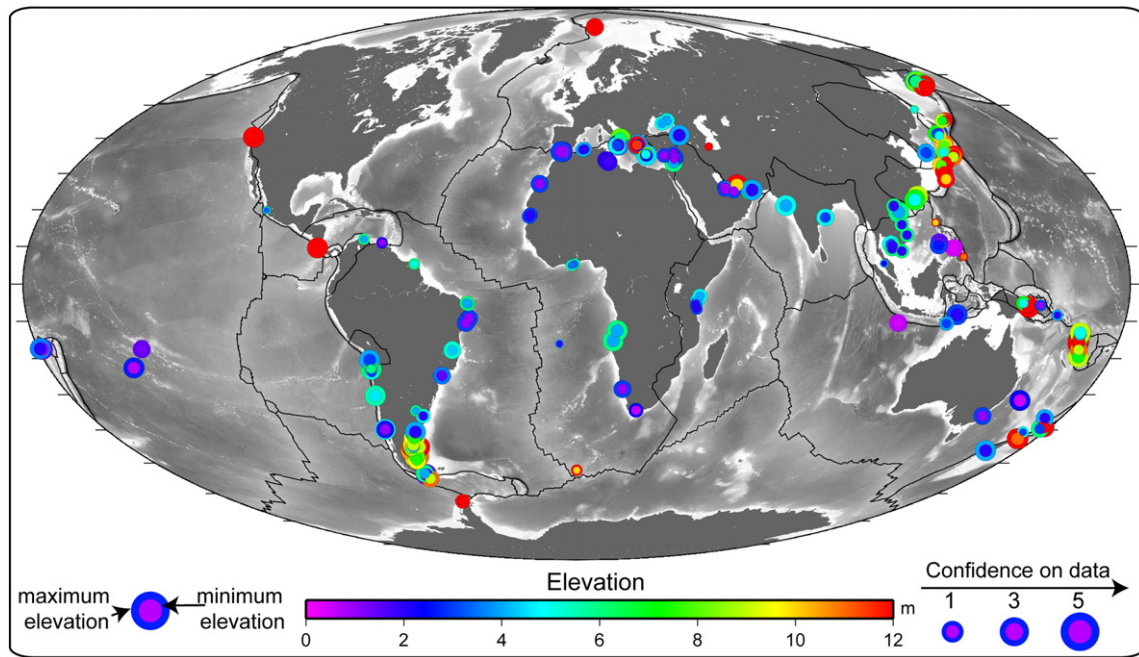 Elevation
Confidence on data
maximum
elevation
minimum
elevation
m
1 3 5
0 2 4 6 8 10 12